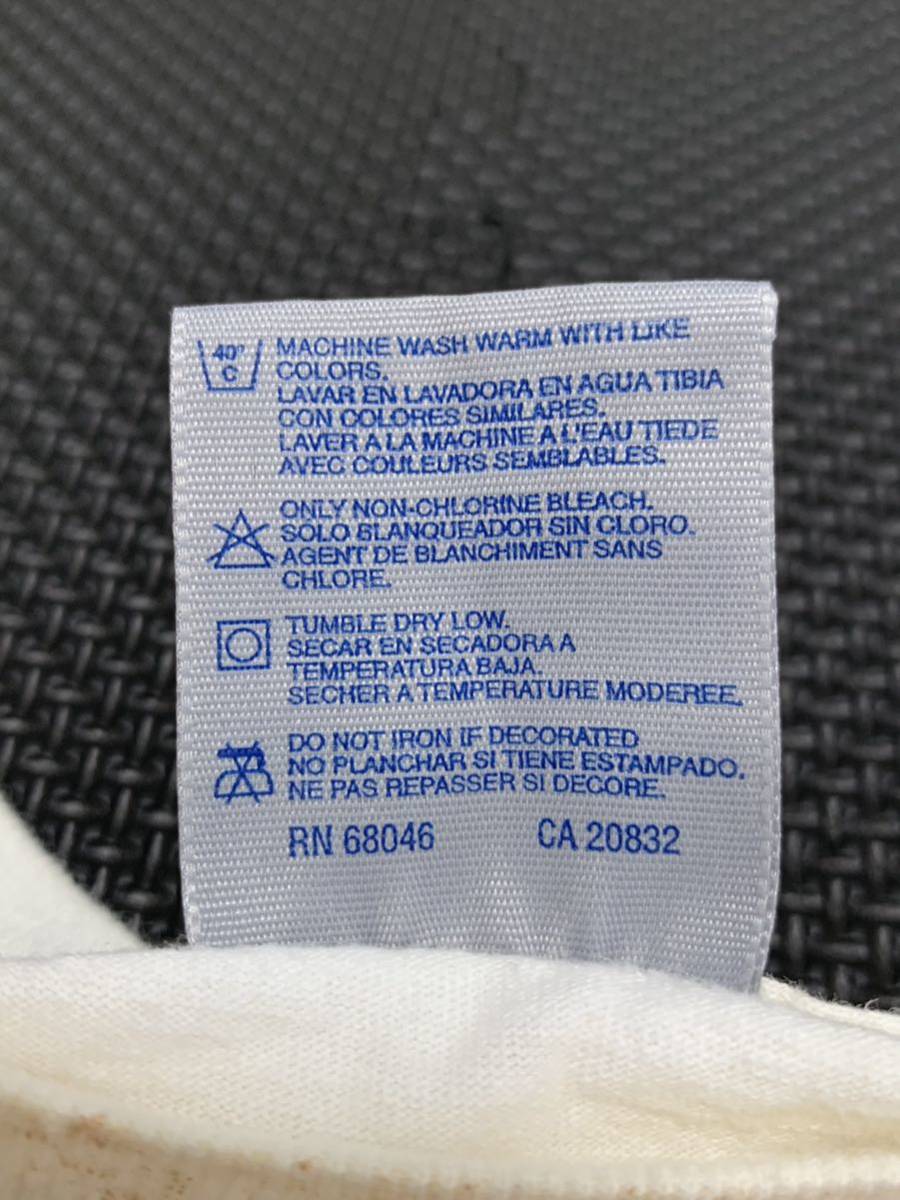 40°
C
MACHINE WASH WARM WITH LIKE
COLORS.
LAVAR EN LAVADORA EN AGUA TIBIA
CON COLORES SIMILARES.
LAVER A LA MACHINE A L'EAU TIEDE
AVEC COULEURS SEMBLABLES.
ONLY NON-CHLORINE BLEACH.
SOLO BLANQUEADOR SIN CLORO.
AGENT DE BLANCHIMENT SANS
CHLORE.
TUMBLE DRY LOW.
SECAR EN SECADORA A
TEMPERATURA BAJA.
SECHER A TEMPERATURE MODEREE.
DO NOT IRON IF DECORATED
NO PLANCHAR SI TIENE ESTAMPADO.
NE PAS REPASSER SI DECORE.
RN 68046 CA 20832